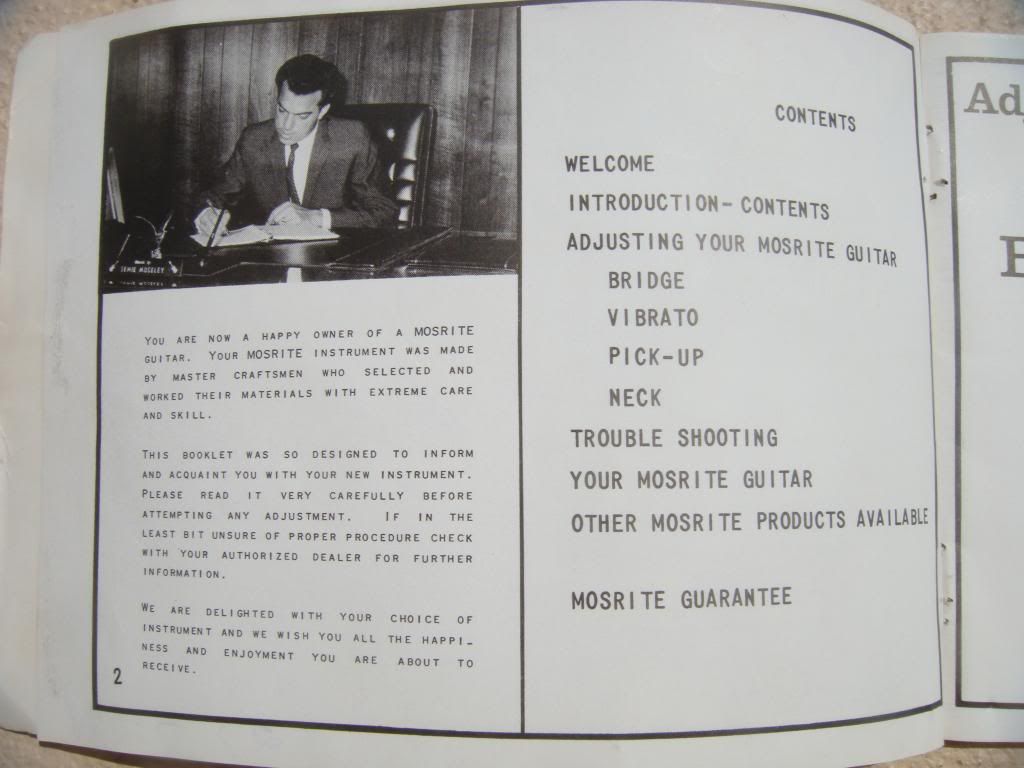 SEMIE MOSELEY
YOU ARE NOW A HAPPY OWNER OF A MOSRITE
GUITAR. YOUR MOSRITE INSTRUMENT WAS MADE
BY MASTER CRAFTSMEN WHO SELECTED AND
WORKED THEIR MATERIALS WITH EXTREME CARE
AND SKILL.
THIS BOOKLET WAS SO DESIGNED TO INFORM
AND ACQUAINT YOU WITH YOUR NEW INSTRUMENT.
PLEASE READ IT VERY CAREFULLY BEFORE
ATTEMPTING ANY ADJUSTMENT. IF IN THE
LEAST BIT UNSURE OF PROPER PROCEDURE CHECK
WITH YOUR AUTHORIZED DEALER FOR FURTHER
INFORMATION.
WE ARE DELIGHTED WITH YOUR CHOICE OF
INSTRUMENT AND WE WISH YOU ALL THE HAPPI-
NESS AND ENJOYMENT YOU ARE ABOUT TO
RECEIVE.
2
CONTENTS
WELCOME
INTRODUCTION-CONTENTS
ADJUSTING YOUR MOSRITE GUITAR
BRIDGE
VIBRATO
PICK-UP
NECK
TROUBLE SHOOTING
YOUR MOSRITE GUITAR
OTHER MOSRITE PRODUCTS AVAILABLE
MOSRITE GUARANTEE
Ad